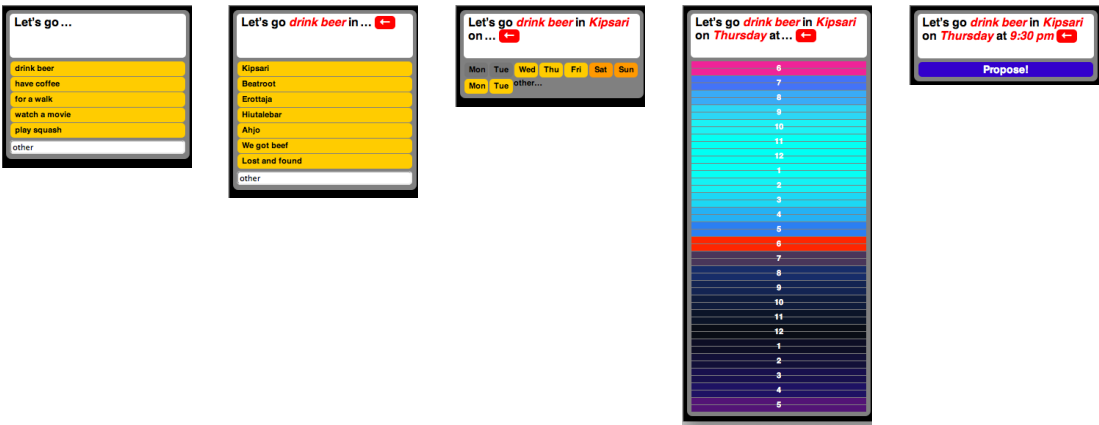 Let's go ...
drink beer
have coffee
for a walk
watch a movie
play squash
other
Let's go drink beer in ... ←
Kipsari
Beatroot
Erottaja
Hiutalebar
Ahjo
We got beef
Lost and found
other
Let's go drink beer in Kipsari
on ... ←
Mon Tue Wed Thu Fri Sat Sun
Mon Tue other...
Let's go drink beer in Kipsari
on Thursday at ... ←
6
7
8
9
10
11
12
1
2
3
4
5
6
7
8
9
10
11
12
1
2
3
4
5
Let's go drink beer in Kipsari
on Thursday at 9:30 pm ←
Propose!